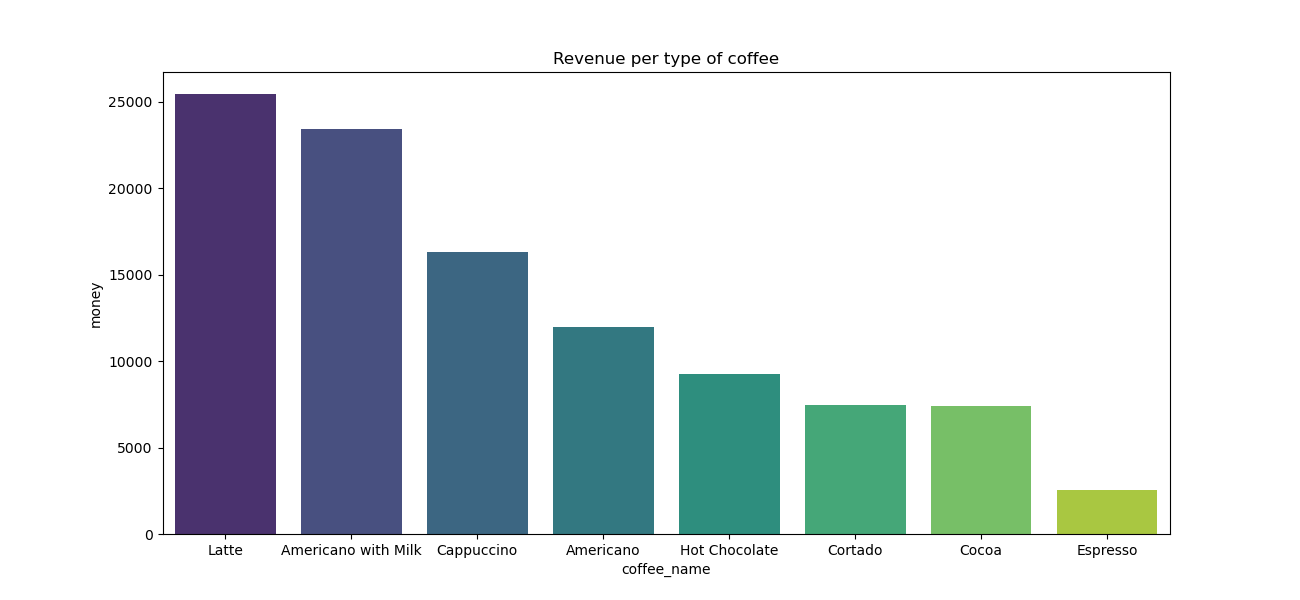 Revenue per type of coffee
money
25000
20000
15000
10000
5000
0
Latte Americano with Milk Cappuccino Americano Hot Chocolate Cortado Cocoa Espresso
coffee_name